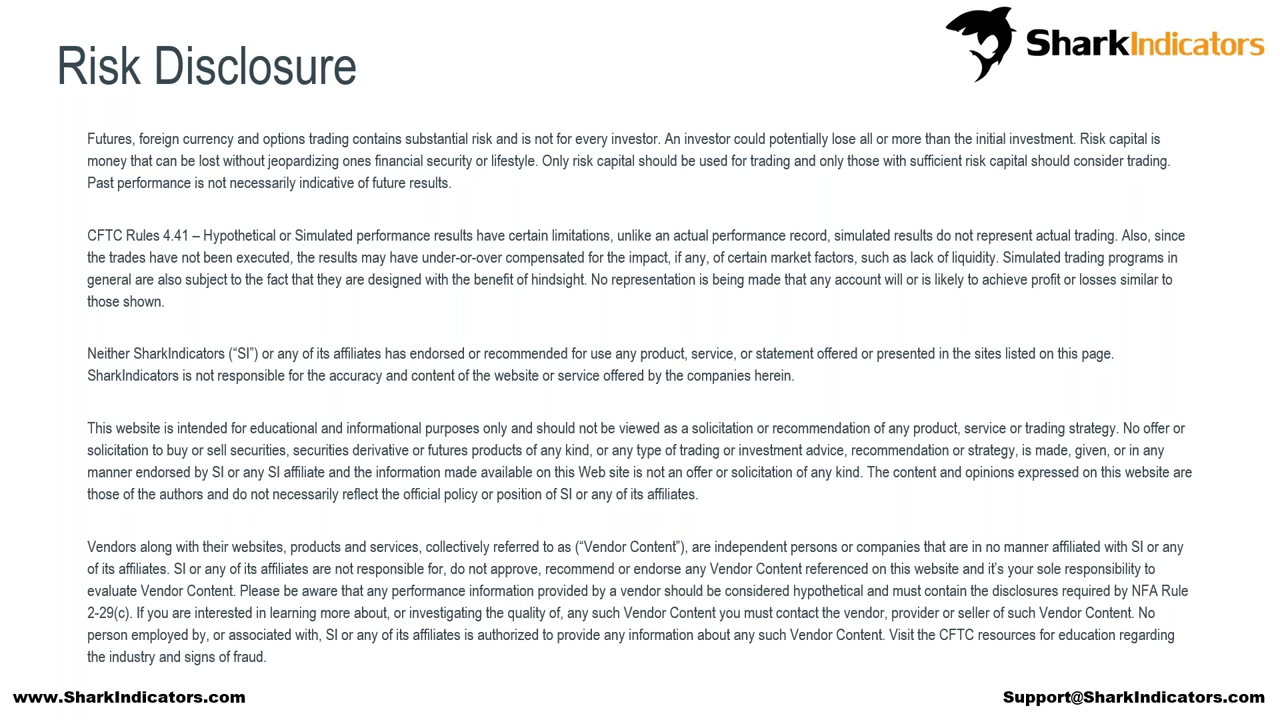 SharkIndicators
Risk Disclosure
Futures, foreign currency and options trading contains substantial risk and is not for every investor. An investor could potentially lose all or more than the initial investment. Risk capital is
money that can be lost without jeopardizing ones financial security or lifestyle. Only risk capital should be used for trading and only those with sufficient risk capital should consider trading.
Past performance is not necessarily indicative of future results.
CFTC Rules 4.41 – Hypothetical or Simulated performance results have certain limitations, unlike an actual performance record, simulated results do not represent actual trading. Also, since
the trades have not been executed, the results may have under-or-over compensated for the impact, if any, of certain market factors, such as lack of liquidity. Simulated trading programs in
general are also subject to the fact that they are designed with the benefit of hindsight. No representation is being made that any account will or is likely to achieve profit or losses similar to
those shown.
Neither SharkIndicators (“SI”) or any of its affiliates has endorsed or recommended for use any product, service, or statement offered or presented in the sites listed on this page.
SharkIndicators is not responsible for the accuracy and content of the website or service offered by the companies herein.
This website is intended for educational and informational purposes only and should not be viewed as a solicitation or recommendation of any product, service or trading strategy. No offer or
solicitation to buy or sell securities, securities derivative or futures products of any kind, or any type of trading or investment advice, recommendation or strategy, is made, given, or in any
manner endorsed by SI or any SI affiliate and the information made available on this Web site is not an offer or solicitation of any kind. The content and opinions expressed on this website are
those of the authors and do not necessarily reflect the official policy or position of SI or any of its affiliates.
Vendors along with their websites, products and services, collectively referred to as (“Vendor Content”), are independent persons or companies that are in no manner affiliated with SI or any
of its affiliates. SI or any of its affiliates are not responsible for, do not approve, recommend or endorse any Vendor Content referenced on this website and it’s your sole responsibility to
evaluate Vendor Content. Please be aware that any performance information provided by a vendor should be considered hypothetical and must contain the disclosures required by NFA Rule
2-29(c). If you are interested in learning more about, or investigating the quality of, any such Vendor Content you must contact the vendor, provider or seller of such Vendor Content. No
person employed by, or associated with, SI or any of its affiliates is authorized to provide any information about any such Vendor Content. Visit the CFTC resources for education regarding
the industry and signs of fraud.
www.SharkIndicators.com
Support@SharkIndicators.com